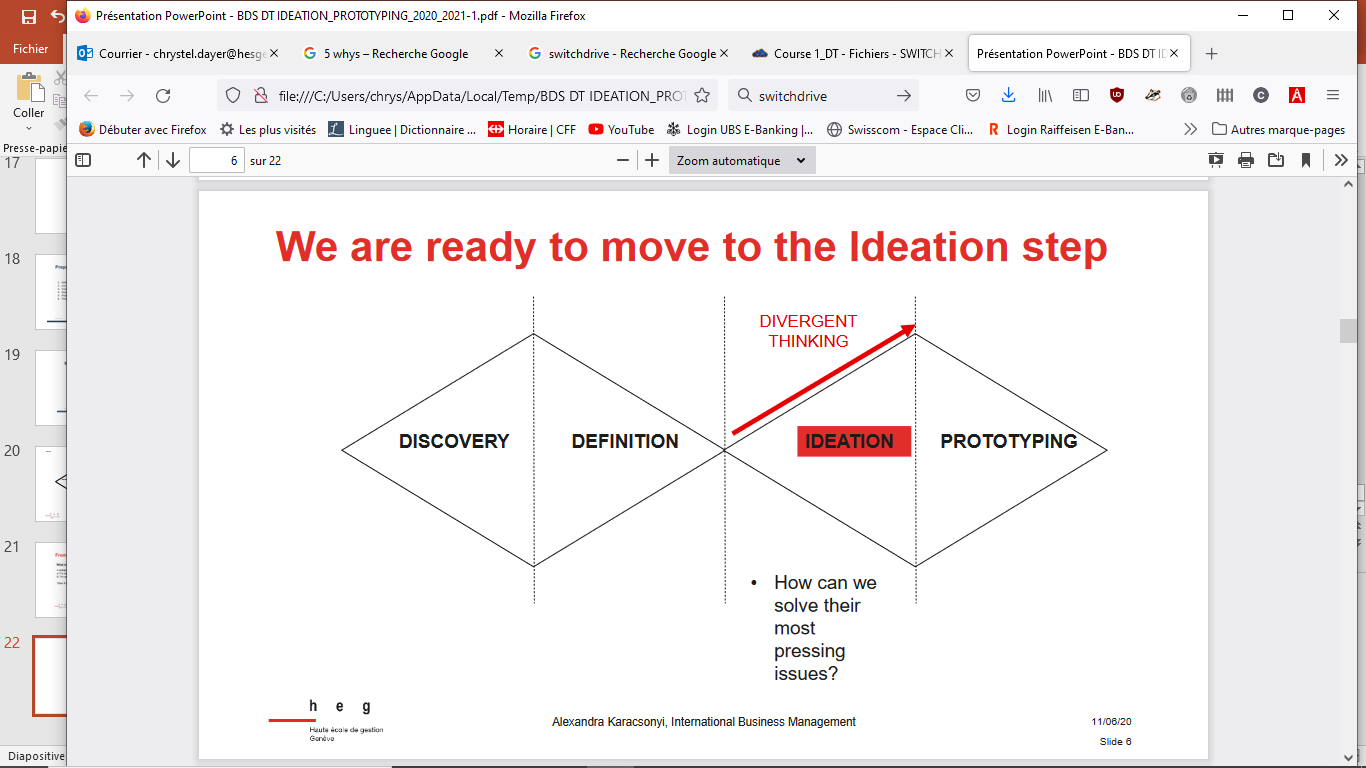 Présentation PowerPoint - BDS DT IDEATION_PROTOTYPING_2020_2021-1.pdf - Mozilla Firefox
Fichier
Courrier - chrystel.dayer@hesge
5 whys – Recherche Google
switchdrive - Recherche Google
Course 1_DT - Fichiers - SWITCH
Présentation PowerPoint - BDS DT ID
file:///C:/Users/chrys/AppData/Local/Temp/BDS DT IDEATION_PROT
switchdrive
Coller
Débuter avec Firefox
Les plus visités
Linguee | Dictionnaire ...
Horaire | CFF
YouTube
Login UBS E-Banking |...
Swisscom - Espace Cli...
Login Raiffeisen E-Ban...
Autres marque-pages
Presse-papie
6 sur 22
Zoom automatique
17
18
19
20
21
22
We are ready to move to the Ideation step
DIVERGENT
THINKING
DISCOVERY
DEFINITION
IDEATION
PROTOTYPING
• How can we
solve their
most
pressing
issues?
h e g
Haute école de gestion
Genève
Alexandra Karacsonyi, International Business Management
11/06/20
Slide 6
Diapositive